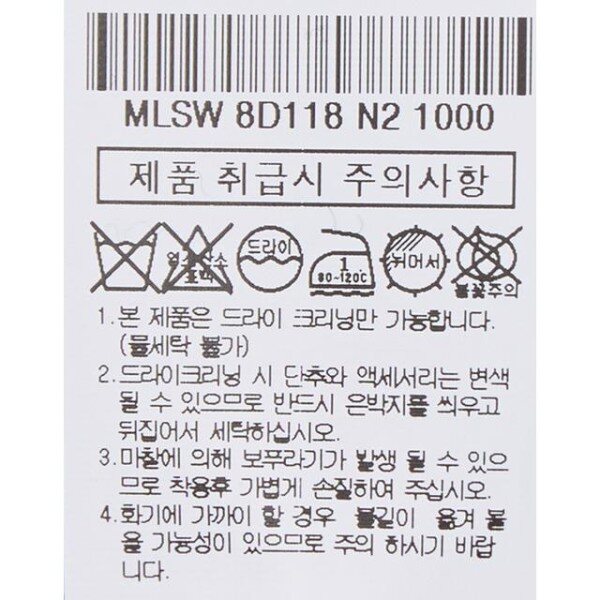 MLSW 8D118 N2 1000
제품 취급시 주의사항
염소산소 드라이 1 뉘어서
표백 80~120℃ 불꽃주의
1.본 제품은 드라이 크리닝만 가능합니다.
(물세탁 불가)
2.드라이크리닝 시 단추와 액세서리는 변색
될 수 있으므로 반드시 은박지를 씌우고
뒤집어서 세탁하십시오.
3.마찰에 의해 보푸라기가 발생 될 수 있으
므로 착용후 가볍게 손질하여 주십시오.
4.화기에 가까이 할 경우 불길이 옮겨 붙
을 가능성이 있으므로 주의 하시기 바랍
니다.